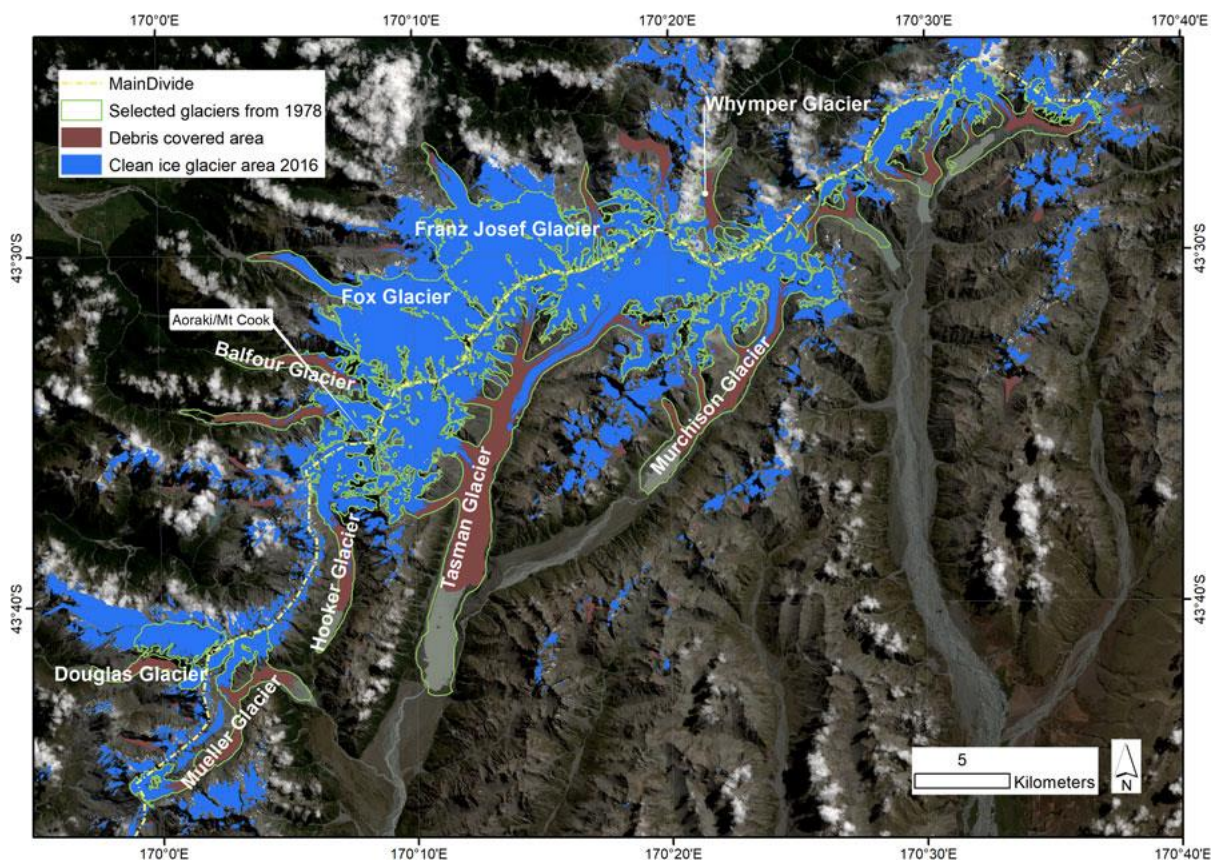 170°0'E
170°10'E
170°20'E
170°30'E
170°40'E
MainDivide
Selected glaciers from 1978
Debris covered area
Clean ice glacier area 2016
Whymper Glacier
Franz Josef Glacier
43°30'S
43°30'S
Fox Glacier
Aoraki/Mt Cook
Balfour Glacier
Murchison Glacier
Tasman Glacier
Hooker Glacier
43°40'S
43°40'S
Douglas Glacier
Mueller Glacier
5
Kilometers
N
170°0'E
170°10'E
170°20'E
170°30'E
170°40'E